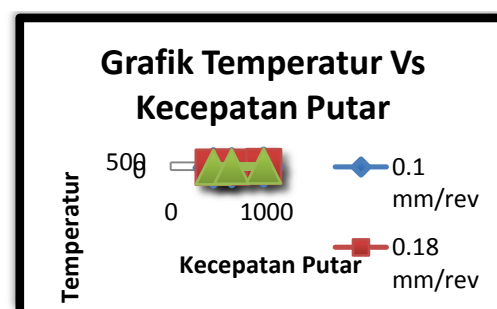 Grafik Temperatur Vs
Kecepatan Putar
Temperatur
500
0
0
1000
Kecepatan Putar
0.1
mm/rev
0.18
mm/rev